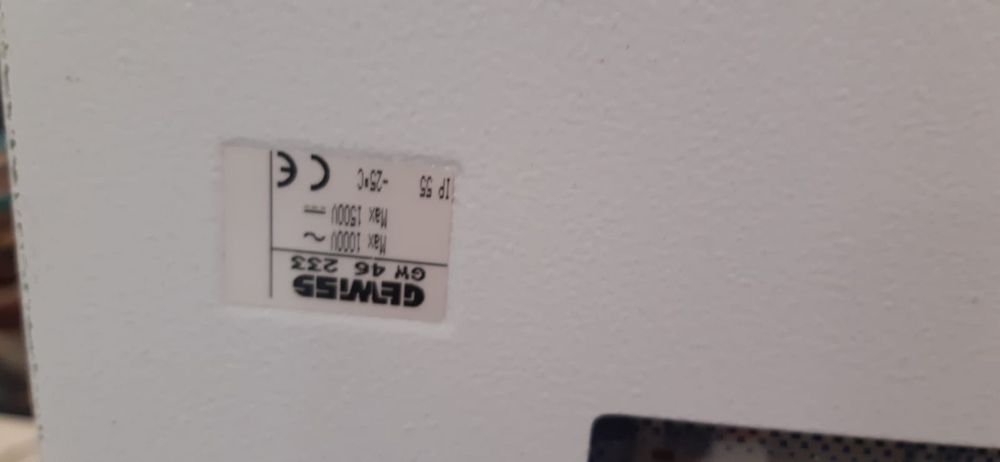 GEWISS
GW 46 233
Max 1000V ~
Max 1500V ⎓
IP 55 -25°C CE